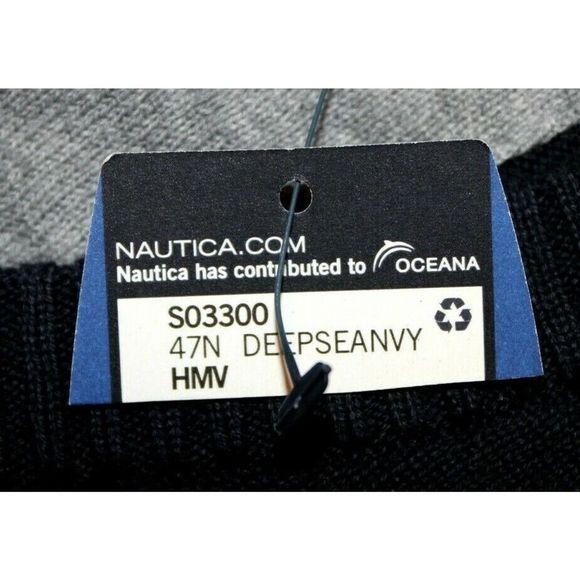 NAUTICA.COM
Nautica has contributed to OCEANA
S03300
47N DEEPSEANVY
HMV